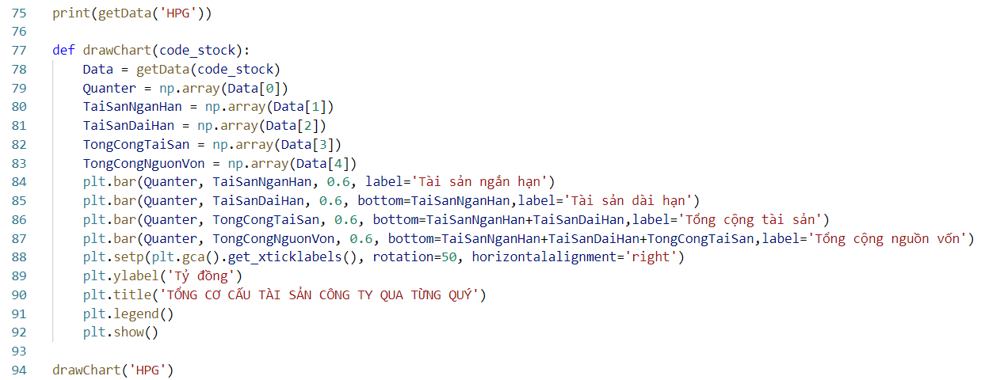 75 print(getData('HPG'))
76
77 def drawChart(code_stock):
78 Data = getData(code_stock)
79 Quanter = np.array(Data[0])
80 TaiSanNganHan = np.array(Data[1])
81 TaiSanDaiHan = np.array(Data[2])
82 TongCongTaiSan = np.array(Data[3])
83 TongCongNguonVon = np.array(Data[4])
84 plt.bar(Quanter, TaiSanNganHan, 0.6, label='Tài sản ngắn hạn')
85 plt.bar(Quanter, TaiSanDaiHan, 0.6, bottom=TaiSanNganHan,label='Tài sản dài hạn')
86 plt.bar(Quanter, TongCongTaiSan, 0.6, bottom=TaiSanNganHan+TaiSanDaiHan,label='Tổng cộng tài sản')
87 plt.bar(Quanter, TongCongNguonVon, 0.6, bottom=TaiSanNganHan+TaiSanDaiHan+TongCongTaiSan,label='Tổng cộng nguồn vốn')
88 plt.setp(plt.gca().get_xticklabels(), rotation=50, horizontalalignment='right')
89 plt.ylabel('Tỷ đồng')
90 plt.title('TỔNG CƠ CẤU TÀI SẢN CÔNG TY QUA TỪNG QUÝ')
91 plt.legend()
92 plt.show()
93
94 drawChart('HPG')